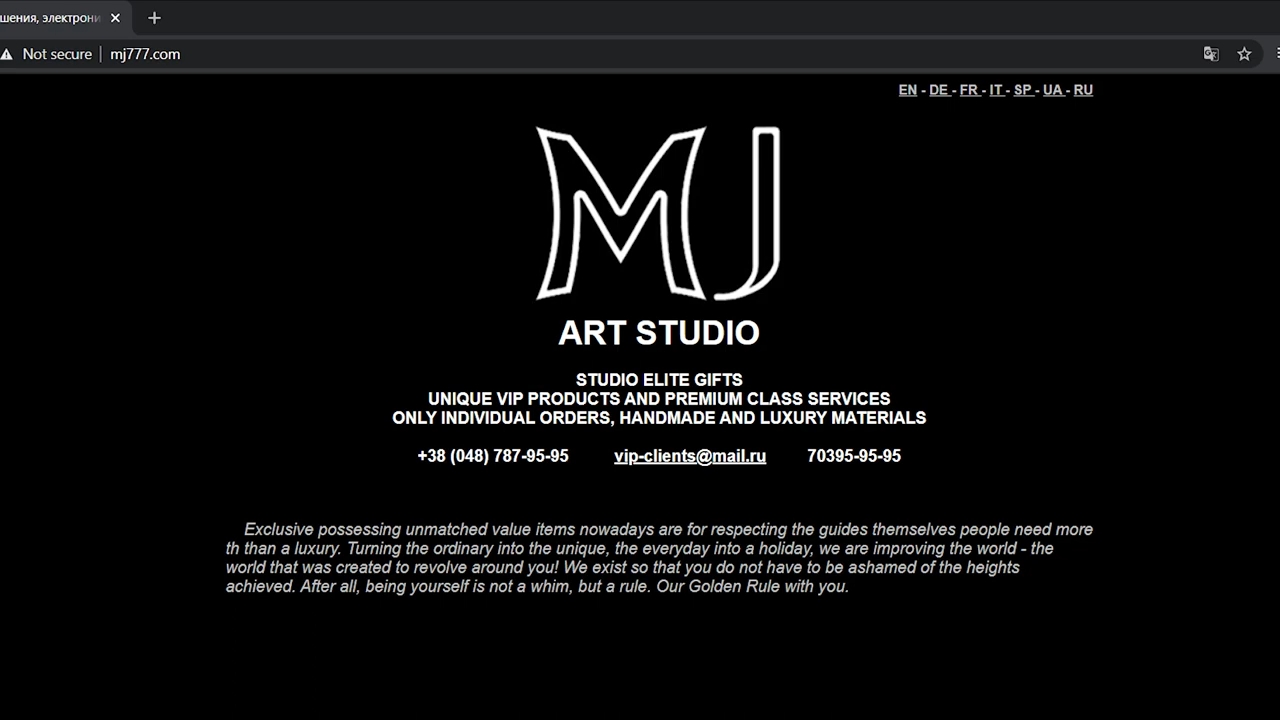 шения, электрони
Not secure
mj777.com
EN - DE - FR - IT - SP - UA - RU
MJ
ART STUDIO
STUDIO ELITE GIFTS
UNIQUE VIP PRODUCTS AND PREMIUM CLASS SERVICES
ONLY INDIVIDUAL ORDERS, HANDMADE AND LUXURY MATERIALS
+38 (048) 787-95-95 vip-clients@mail.ru 70395-95-95
Exclusive possessing unmatched value items nowadays are for respecting the guides themselves people need more
th than a luxury. Turning the ordinary into the unique, the everyday into a holiday, we are improving the world - the
world that was created to revolve around you! We exist so that you do not have to be ashamed of the heights
achieved. After all, being yourself is not a whim, but a rule. Our Golden Rule with you.